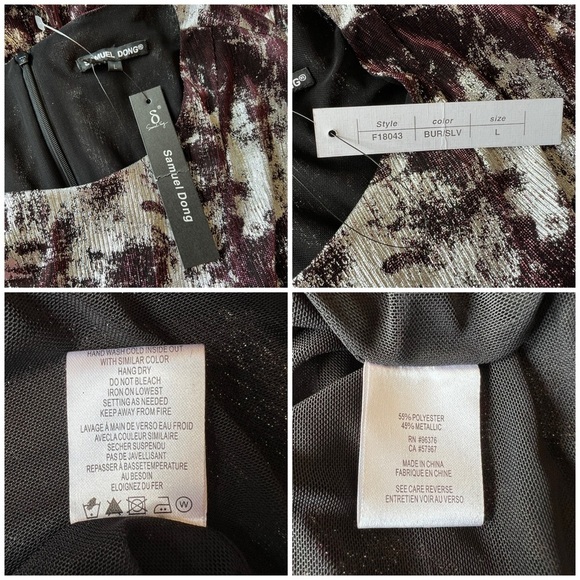 SAMUEL DONG®
Samuel Dong
NG®
Style color size
F18043 BUR/SLV L
HAND WASH COLD INSIDE OUT
WITH SIMILAR COLOR
HANG DRY
DO NOT BLEACH
IRON ON LOWEST
SETTING AS NEEDED
KEEP AWAY FROM FIRE
LAVAGE À MAIN DE VERSO EAU FROID
AVECLA COULEUR SIMILAIRE
SECHER SUSPENDU
PAS DE JAVELLISANT
REPASSER À BASSETEMPERATURE
AU BESOIN
ELOIGNEZ DU FER
W
55% POLYESTER
45% METALLIC
RN #96376
CA #57967
MADE IN CHINA
FABRIQUE EN CHINE
SEE CARE REVERSE
ENTRETIEN VOIR AU VERSO